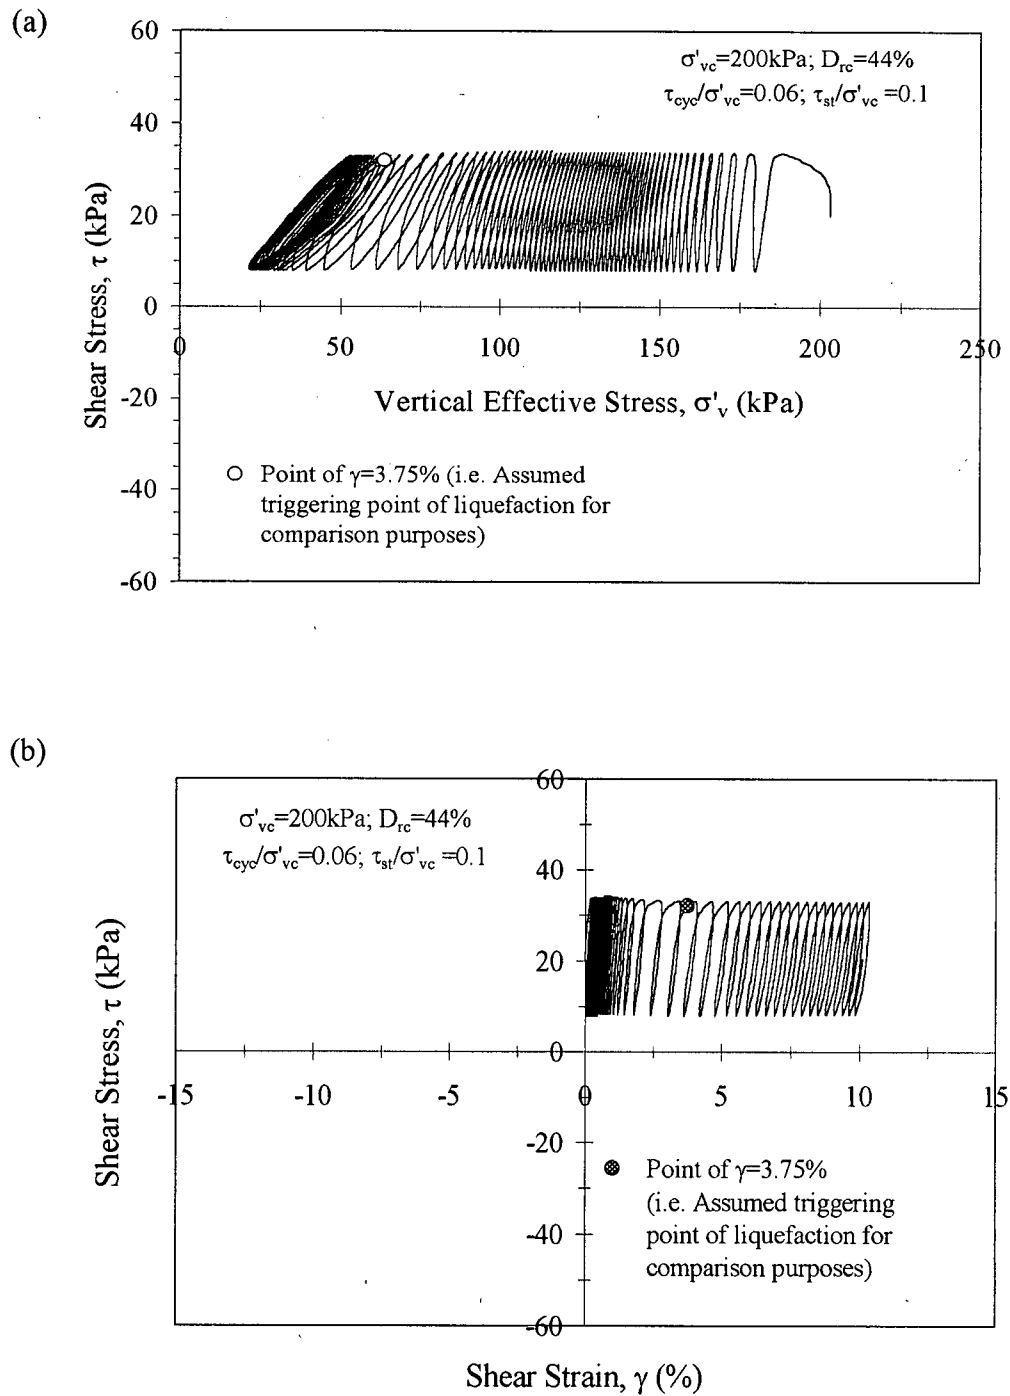 (a)
60
40
20
0
-20
-40
-60
Shear Stress, τ (kPa)
σ'vc=200kPa; Drc=44%
τcyc/σ'vc=0.06; τst/σ'vc =0.1
0 50 100 150 200 250
Vertical Effective Stress, σ'v (kPa)
Point of γ=3.75% (i.e. Assumed
triggering point of liquefaction for
comparison purposes)
(b)
60
40
20
0
-20
-40
-60
Shear Stress, τ (kPa)
σ'vc=200kPa; Drc=44%
τcyc/σ'vc=0.06; τst/σ'vc =0.1
-15 -10 -5 0 5 10 15
Point of γ=3.75%
(i.e. Assumed triggering
point of liquefaction for
comparison purposes)
Shear Strain, γ (%)